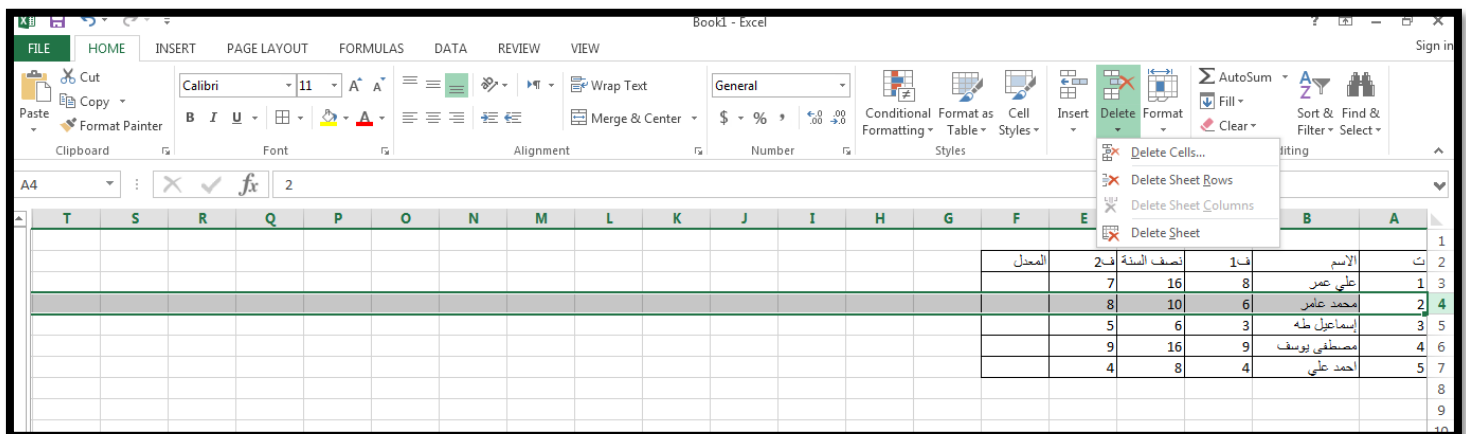 Book1 - Excel
FILE HOME INSERT PAGE LAYOUT FORMULAS DATA REVIEW VIEW Sign in
Paste Cut Copy Format Painter
Clipboard
Calibri 11
B I U
Font
Wrap Text
Merge & Center
Alignment
General
$ % , .00 .0
Number
Conditional Formatting Format as Table Cell Styles
Styles
Insert Delete Format
AutoSum
Fill
Clear
Sort & Filter Find & Select
diting
Delete Cells...
Delete Sheet Rows
Delete Sheet Columns
Delete Sheet
A4 fx 2
T S R Q P O N M L K J I H G F E B A
1
2 ت الاسم ف1 نصف السنة ف2 المعدل
3 1 علي عمر 8 16 7
4 2 محمد عامر 6 10 8
5 3 إسماعيل طه 3 6 5
6 4 مصطفى يوسف 9 16 9
7 5 احمد علي 4 8 4
8
9
10